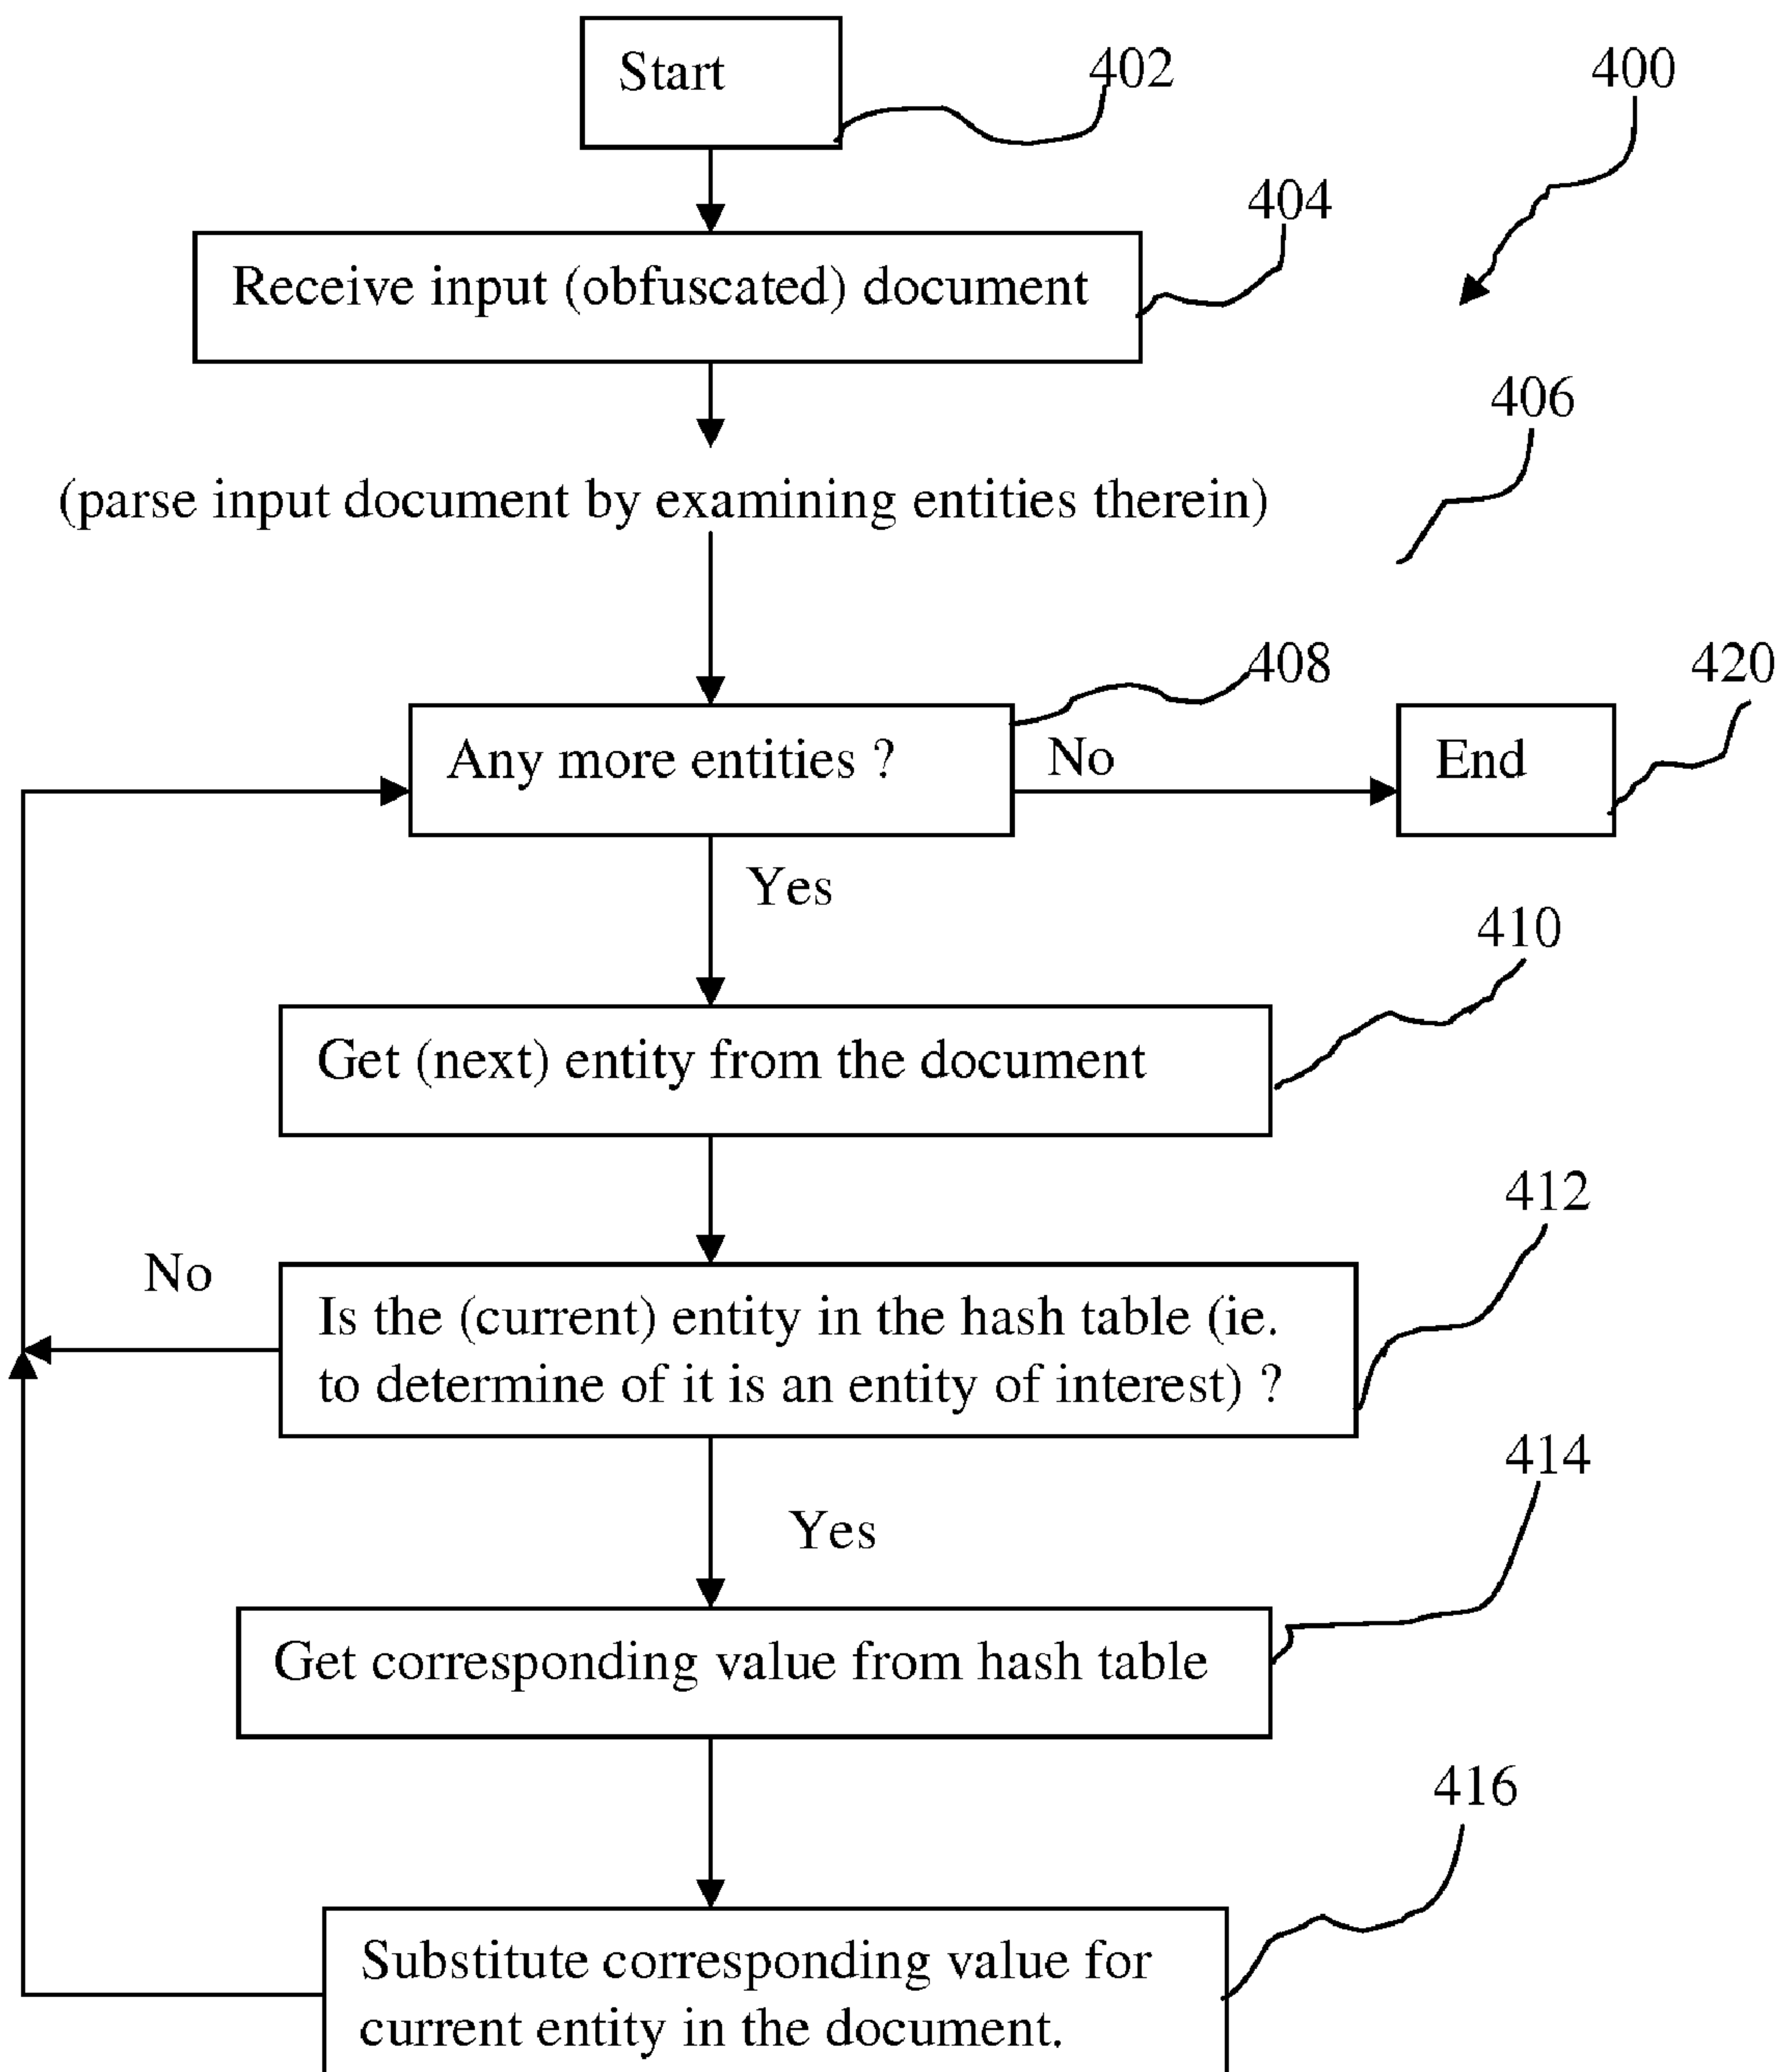 Start
402
400
404
Receive input (obfuscated) document
406
(parse input document by examining entities therein)
408
420
Any more entities ?
No
End
Yes
410
Get (next) entity from the document
412
No
Is the (current) entity in the hash table (ie.
to determine of it is an entity of interest) ?
414
Yes
Get corresponding value from hash table
416
Substitute corresponding value for
current entity in the document.